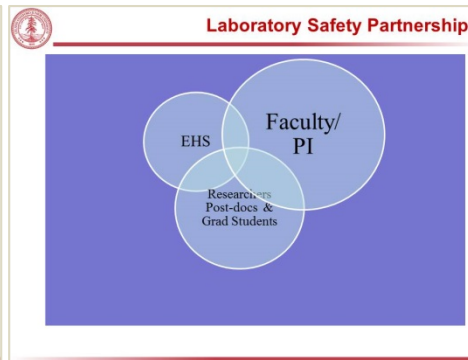 Laboratory Safety Partnership
Faculty/
PI
EHS
Researchers
Post-docs &
Grad Students